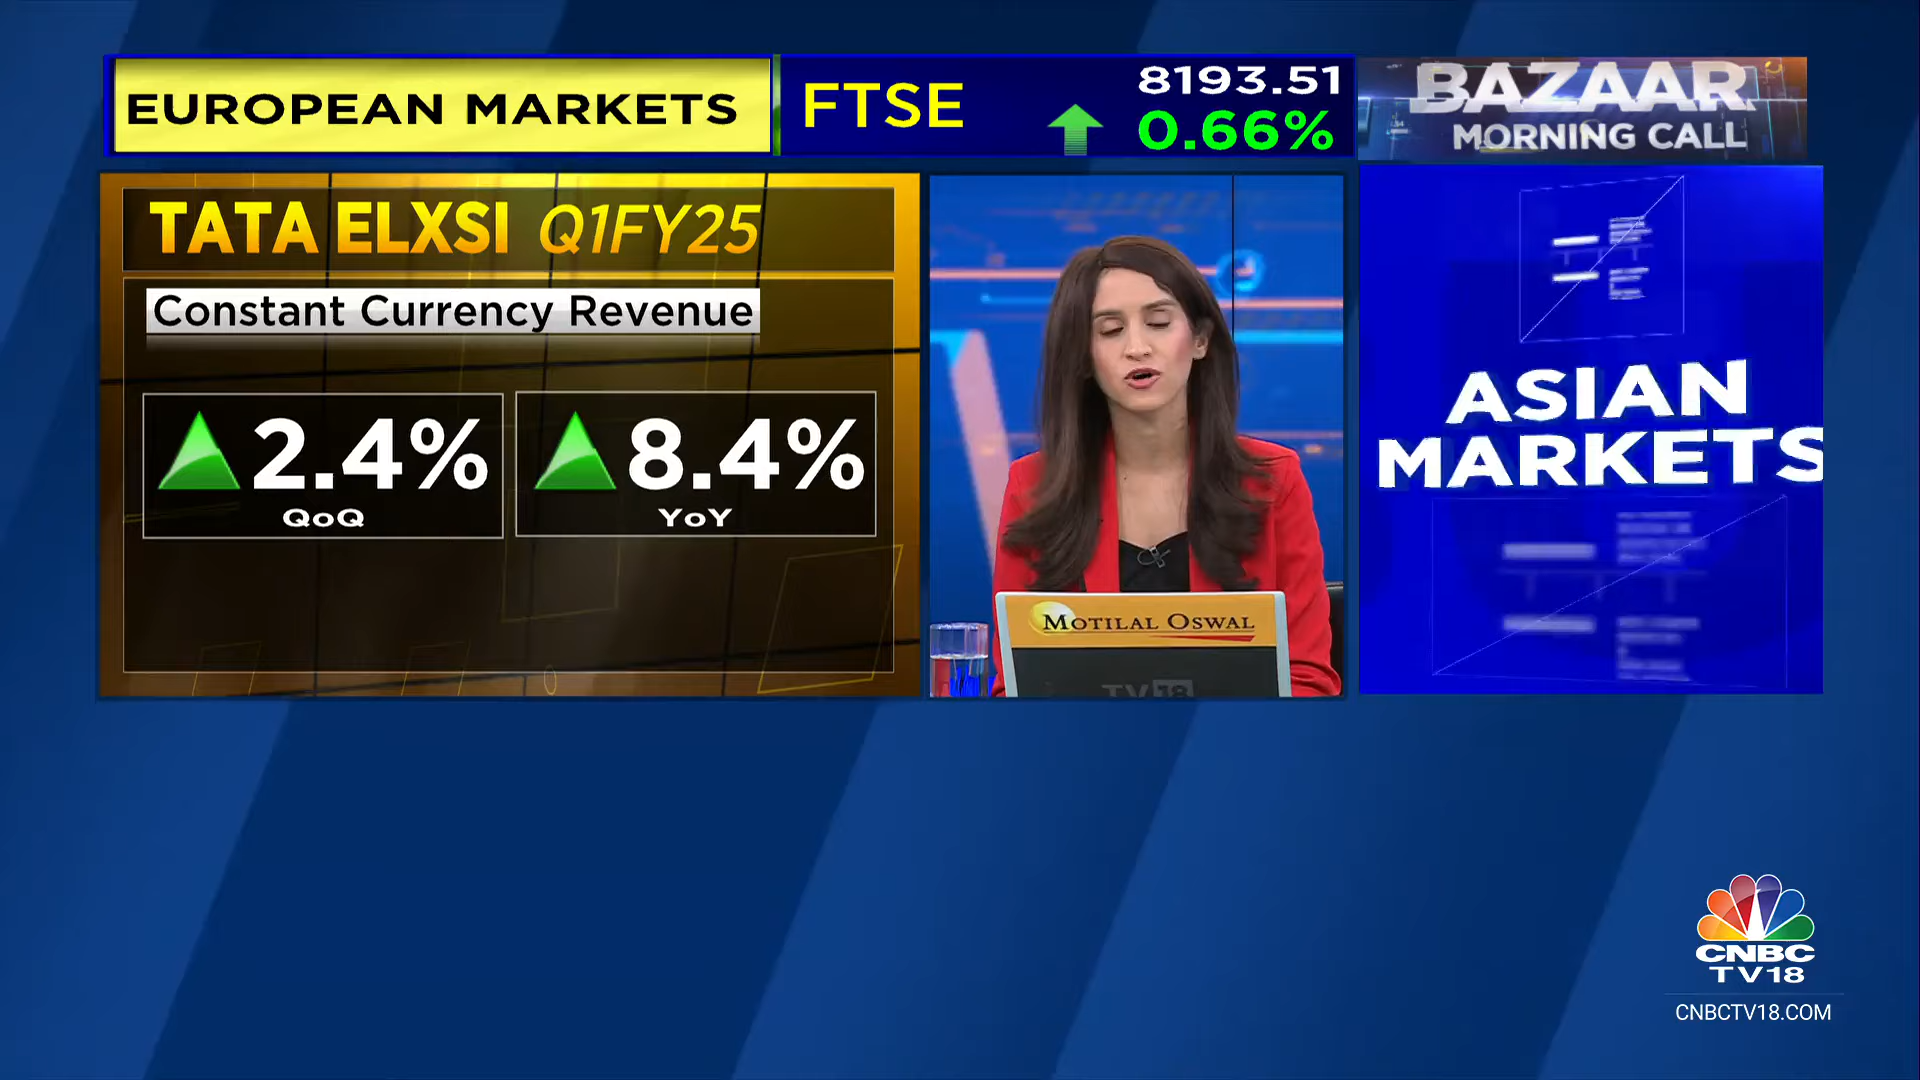 EUROPEAN MARKETS
FTSE
8193.51
0.66%
BAZAAR
MORNING CALL
TATA ELXSI Q1FY25
Constant Currency Revenue
2.4%
QoQ
8.4%
YoY
MOTILAL OSWAL
TV18
ASIAN
MARKETS
CNBC
TV18
CNBCTV18.COM